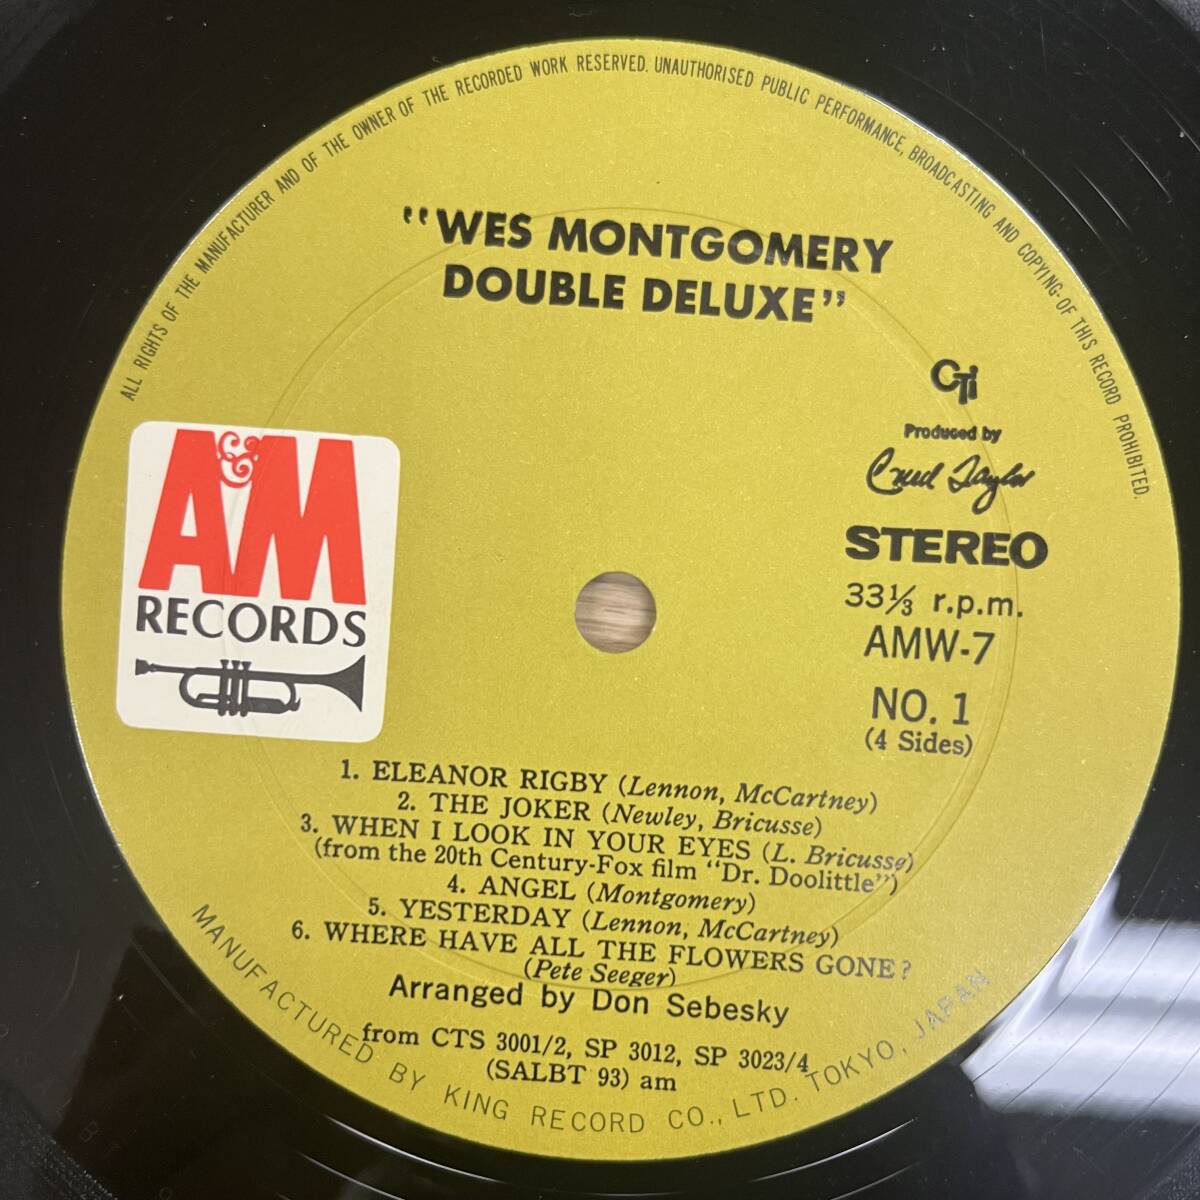 ALL RIGHTS OF THE MANUFACTURER AND OF THE OWNER OF THE RECORDED WORK RESERVED. UNAUTHORISED PUBLIC PERFORMANCE, BROADCASTING AND COPYING OF THIS RECORD PROHIBITED.
"WES MONTGOMERY
DOUBLE DELUXE"
CTi
Produced by
Creed Taylor
STEREO
33⅓ r.p.m.
AMW-7
NO. 1
(4 Sides)
A&M
RECORDS
1. ELEANOR RIGBY (Lennon, McCartney)
2. THE JOKER (Newley, Bricusse)
3. WHEN I LOOK IN YOUR EYES (L. Bricusse)
(from the 20th Century-Fox film "Dr. Doolittle")
4. ANGEL (Montgomery)
5. YESTERDAY (Lennon, McCartney)
6. WHERE HAVE ALL THE FLOWERS GONE?
(Pete Seeger)
Arranged by Don Sebesky
from CTS 3001/2, SP 3012, SP 3023/4
(SALBT 93) am
MANUFACTURED BY KING RECORD CO., LTD. TOKYO, JAPAN